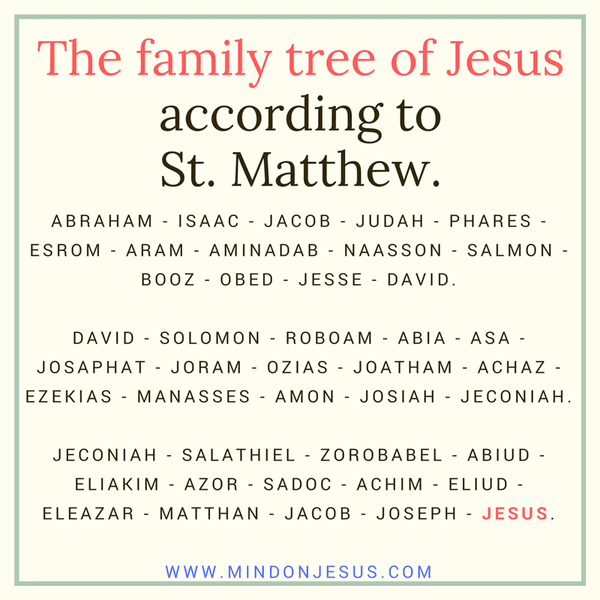 The family tree of Jesus
according to
St. Matthew.
ABRAHAM - ISAAC - JACOB - JUDAH - PHARES -
ESROM - ARAM - AMINADAB - NAASSON - SALMON -
BOOZ - OBED - JESSE - DAVID.
DAVID - SOLOMON - ROBOAM - ABIA - ASA -
JOSAPHAT - JORAM - OZIAS - JOATHAM - ACHAZ -
EZEKIAS - MANASSES - AMON - JOSIAH - JECONIAH.
JECONIAH - SALATHIEL - ZOROBABEL - ABIUD -
ELIAKIM - AZOR - SADOC - ACHIM - ELIUD -
ELEAZAR - MATTHAN - JACOB - JOSEPH - JESUS.
WWW.MINDONJESUS.COM